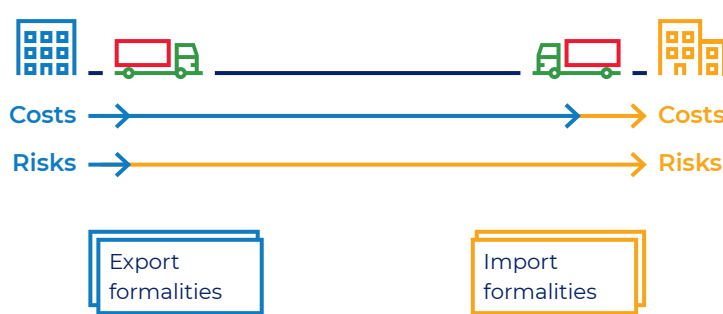 Costs Costs
Risks Risks
Export
formalities
Import
formalities